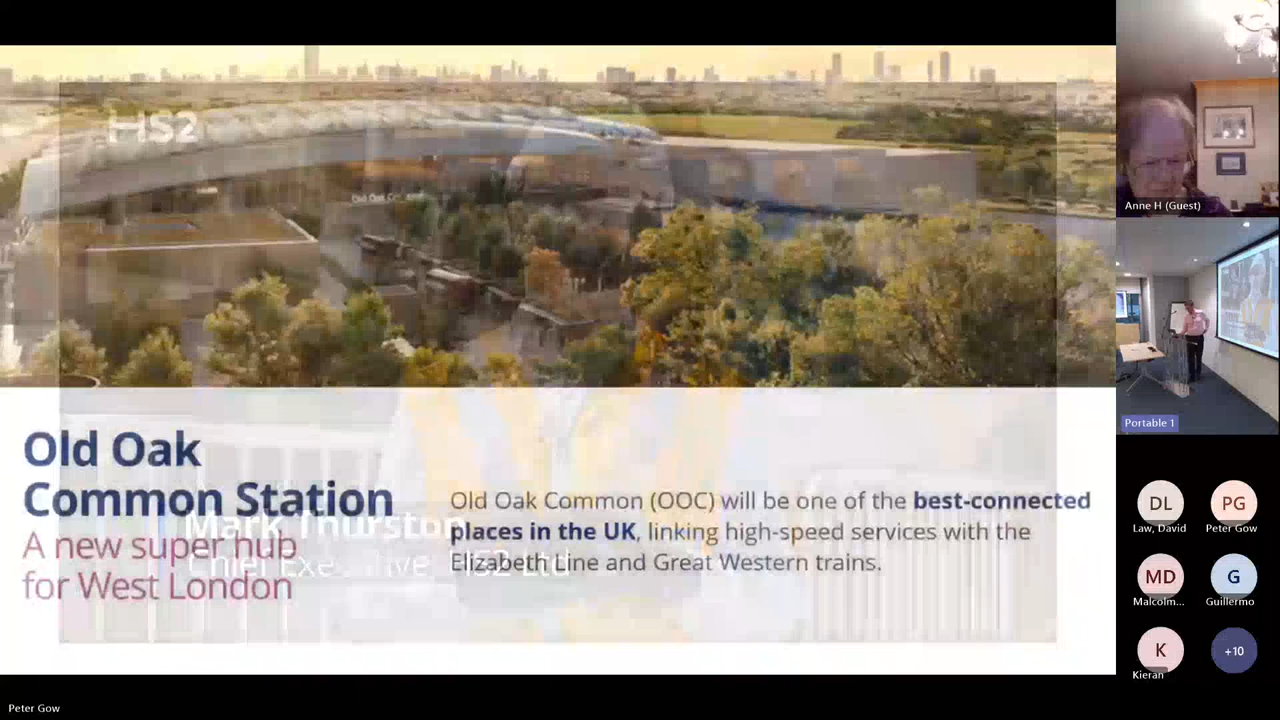 HS2
Old Oak
Common Station
A new super hub
for West London
Mark Thurston
Chief Executive HS2 Ltd
Old Oak Common (OOC) will be one of the best-connected
places in the UK, linking high-speed services with the
Elizabeth Line and Great Western trains.
Anne H (Guest)
Portable 1
DL
PG
Law, David
Peter Gow
MD
G
Malcolm...
Guillermo
K
+10
Kieran
Peter Gow